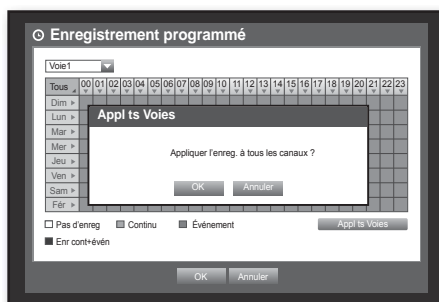 Enregistrement programmé
Voie1
Tous 00 01 02 03 04 05 06 07 08 09 10 11 12 13 14 15 16 17 18 19 20 21 22 23
Dim
Lun
Mar
Mer
Jeu
Ven
Sam
Fér
Appl ts Voies
Appliquer l'enreg. à tous les canaux ?
OK Annuler
Pas d'enreg Continu Événement Appl ts Voies
Enr cont+évén
OK Annuler